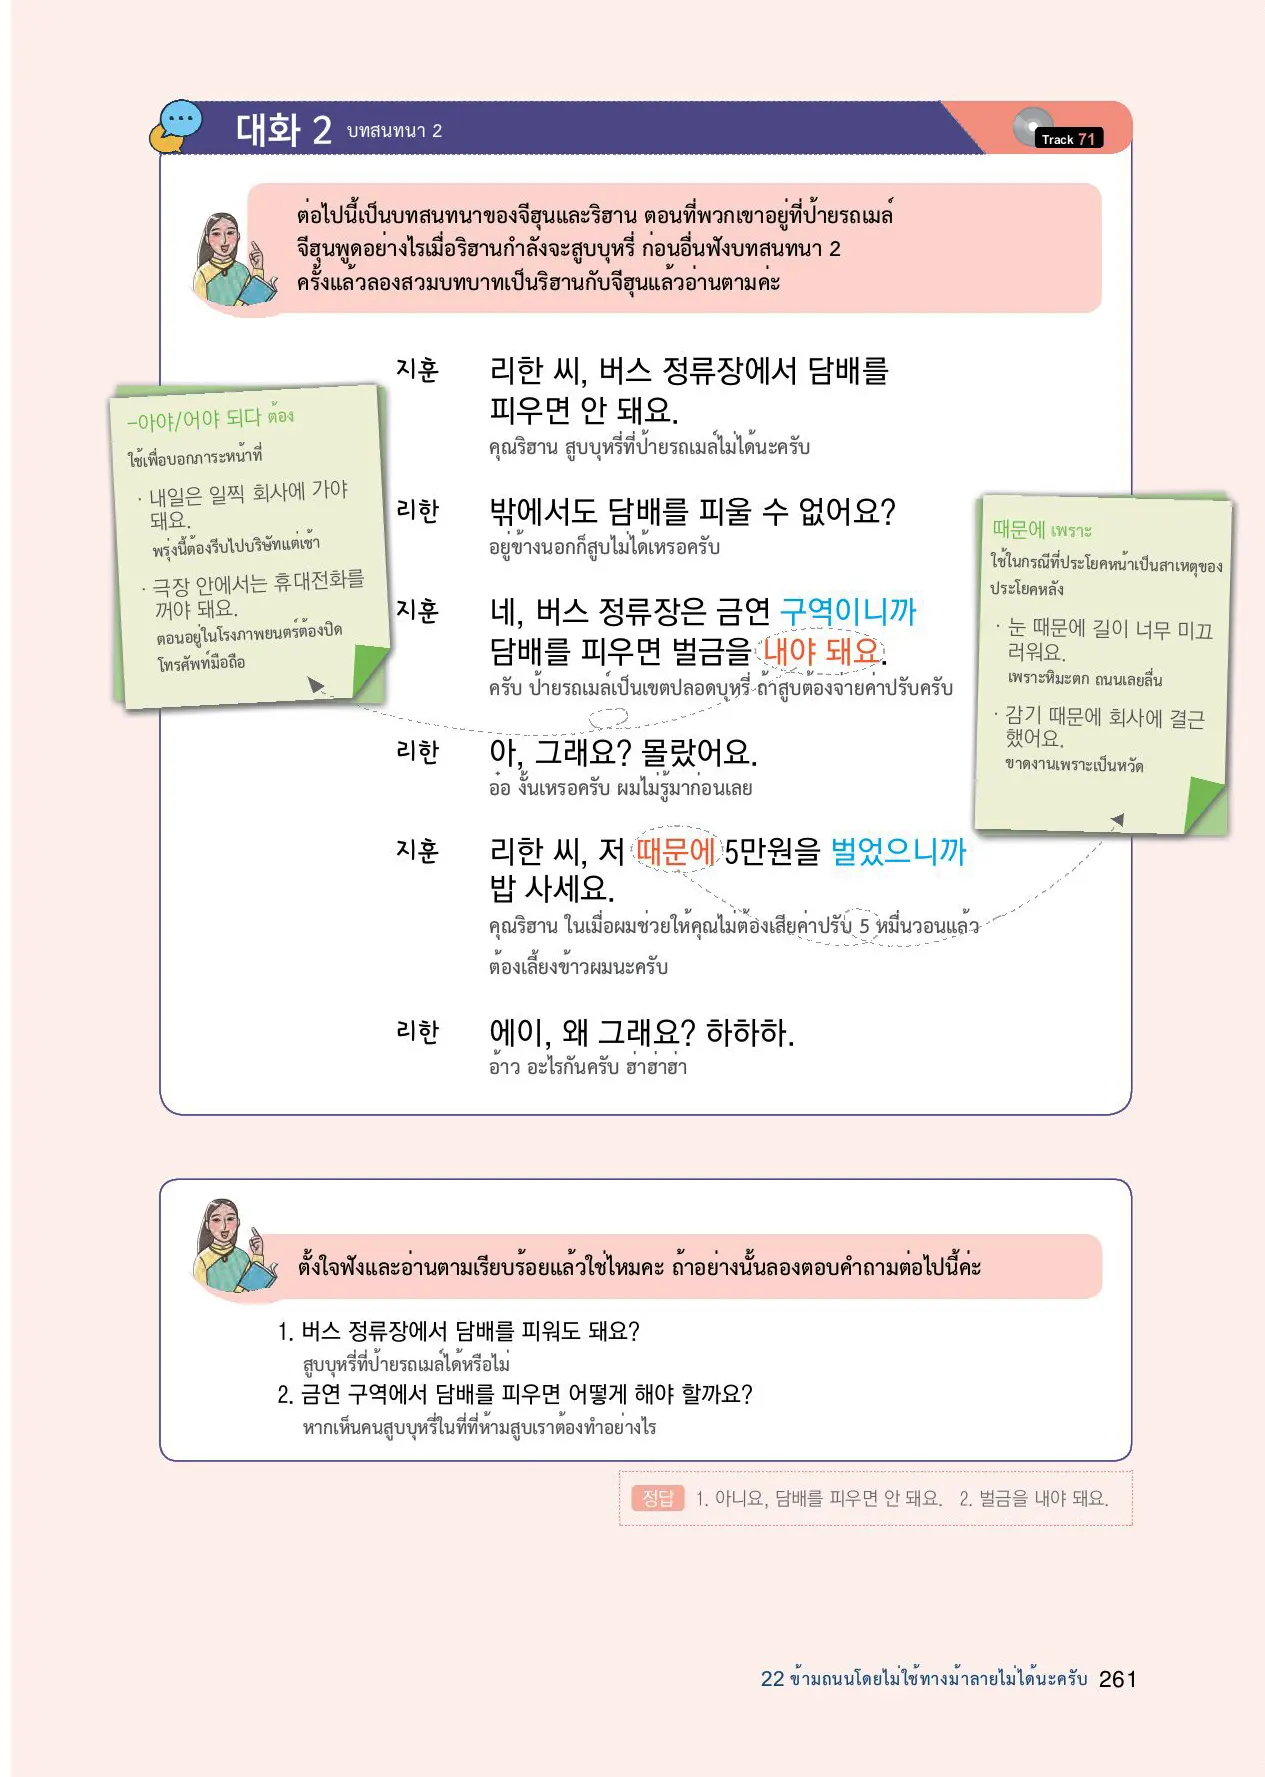 대화 2 บทสนทนา 2
Track 71
ต่อไปนี้เป็นบทสนทนาของจีฮุนและริฮาน ตอนที่พวกเขาอยู่ที่ป้ายรถเมล์
จีฮุนพูดอย่างไรเมื่อริฮานกำลังจะสูบบุหรี่ ก่อนอื่นฟังบทสนทนา 2
ครั้งแล้วลองสวมบทบาทเป็นริฮานกับจีฮุนแล้วอ่านตามค่ะ
지훈 리한 씨, 버스 정류장에서 담배를
피우면 안 돼요.
คุณริฮาน สูบบุหรี่ที่ป้ายรถเมล์ไม่ได้นะครับ
리한 밖에서도 담배를 피울 수 없어요?
อยู่ข้างนอกก็สูบไม่ได้เหรอครับ
지훈 네, 버스 정류장은 금연 구역이니까
담배를 피우면 벌금을 내야 돼요.
ครับ ป้ายรถเมล์เป็นเขตปลอดบุหรี่ ถ้าสูบต้องจ่ายค่าปรับครับ
리한 아, 그래요? 몰랐어요.
อ๋อ งั้นเหรอครับ ผมไม่รู้มาก่อนเลย
지훈 리한 씨, 저 때문에 5만원을 벌었으니까
밥 사세요.
คุณริฮาน ในเมื่อผมช่วยให้คุณไม่ต้องเสียค่าปรับ 5 หมื่นวอนแล้ว
ต้องเลี้ยงข้าวผมนะครับ
리한 에이, 왜 그래요? 하하하.
อ้าว อะไรกันครับ ฮ่าฮ่าฮ่า
-아야/어야 되다 ต้อง
ใช้เพื่อบอกภาระหน้าที่
· 내일은 일찍 회사에 가야
돼요.
พรุ่งนี้ต้องรีบไปบริษัทแต่เช้า
· 극장 안에서는 휴대전화를
꺼야 돼요.
ตอนอยู่ในโรงภาพยนตร์ต้องปิด
โทรศัพท์มือถือ
때문에 เพราะ
ใช้ในกรณีที่ประโยคหน้าเป็นสาเหตุของ
ประโยคหลัง
· 눈 때문에 길이 너무 미끄
러워요.
เพราะหิมะตก ถนนเลยลื่น
· 감기 때문에 회사에 결근
했어요.
ขาดงานเพราะเป็นหวัด
ตั้งใจฟังและอ่านตามเรียบร้อยแล้วใช่ไหมคะ ถ้าอย่างนั้นลองตอบคำถามต่อไปนี้ค่ะ
1. 버스 정류장에서 담배를 피워도 돼요?
สูบบุหรี่ที่ป้ายรถเมล์ได้หรือไม่
2. 금연 구역에서 담배를 피우면 어떻게 해야 할까요?
หากเห็นคนสูบบุหรี่ในที่ที่ห้ามสูบเราต้องทำอย่างไร
정답 1. 아니요, 담배를 피우면 안 돼요. 2. 벌금을 내야 돼요.
22 ข้ามถนนโดยไม่ใช้ทางม้าลายไม่ได้นะครับ 261